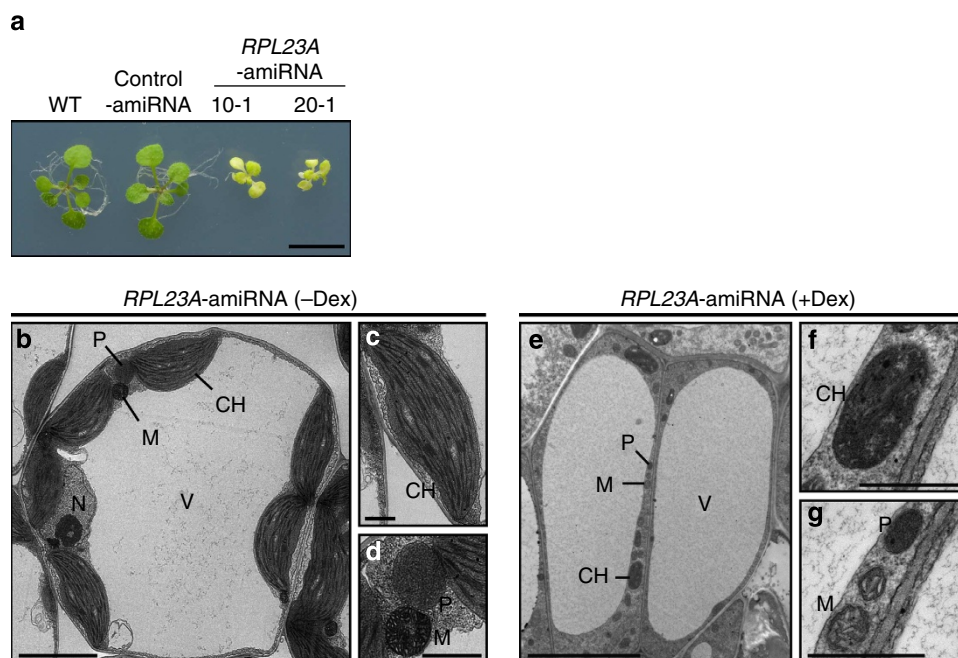 a
RPL23A
-amiRNA
Control
-amiRNA
WT
10-1
20-1
RPL23A-amiRNA (–Dex)
RPL23A-amiRNA (+Dex)
b
P
CH
M
N
V
c
CH
d
P
M
e
P
M
V
CH
f
CH
g
P
M